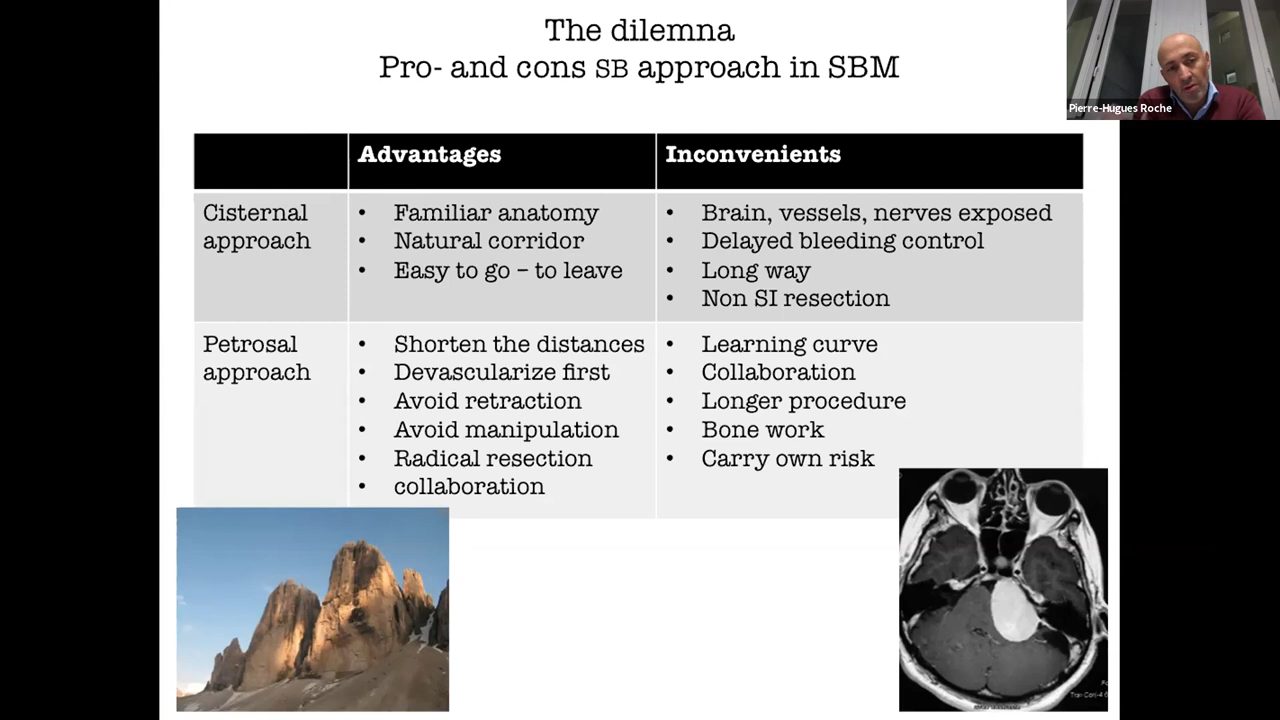 The dilemna
Pro- and cons SB approach in SBM
Pierre-Hugues Roche
Advantages
Inconvenients
Cisternal
approach
• Familiar anatomy
• Natural corridor
• Easy to go – to leave
• Brain, vessels, nerves exposed
• Delayed bleeding control
• Long way
• Non SI resection
Petrosal
approach
• Shorten the distances
• Devascularize first
• Avoid retraction
• Avoid manipulation
• Radical resection
• collaboration
• Learning curve
• Collaboration
• Longer procedure
• Bone work
• Carry own risk